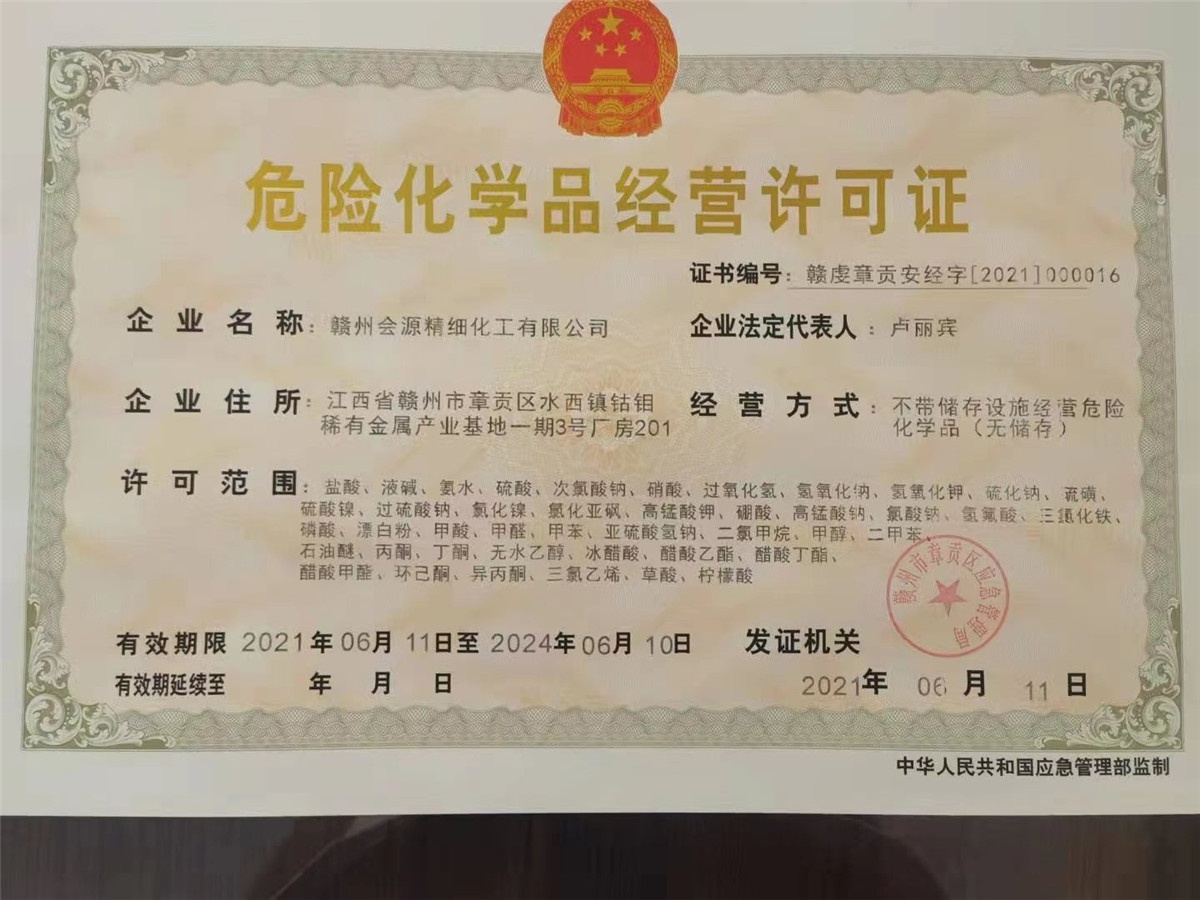 危险化学品经营许可证
证书编号：赣虔章贡安经字[2021]000016
企业名称：赣州会源精细化工有限公司
企业法定代表人：卢丽宾
企业住所：江西省赣州市章贡区水西镇钴钼
稀有金属产业基地一期3号厂房201
经营方式：不带储存设施经营危险
化学品（无储存）
许可范围：盐酸、液碱、氨水、硫酸、次氯酸钠、硝酸、过氧化氢、氢氧化钠、氢氧化钾、硫化钠、硫磺、
硫酸镍、过硫酸钠、氯化镍、氯化亚砜、高锰酸钾、硼酸、高锰酸钠、氯酸钠、氢氟酸、三氯化铁、
磷酸、漂白粉、甲酸、甲醛、甲苯、亚硫酸氢钠、二氯甲烷、甲醇、二甲苯、
石油醚、丙酮、丁酮、无水乙醇、冰醋酸、醋酸乙酯、醋酸丁酯、
醋酸甲酯、环己酮、异丙酮、三氯乙烯、草酸、柠檬酸
赣州市章贡区应急管理局
有效期限 2021年06月11日至2024年06月10日
发证机关
有效期延续至 年 月 日
2021年 06月 11日
中华人民共和国应急管理部监制